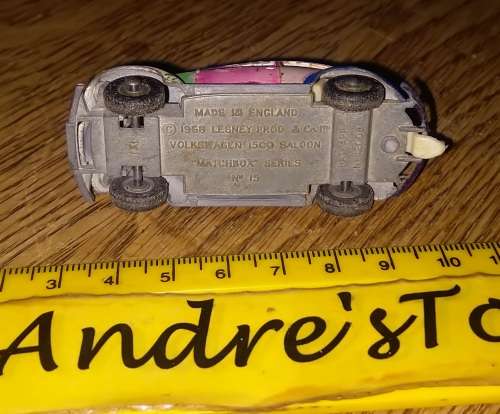 MADE IN ENGLAND
© 1968 LESNEY PROD & CO LTD
VOLKSWAGEN 1500 SALOON
"MATCHBOX" SERIES
No 15
3 4 5 6 7 8 9 10
Andre'sT